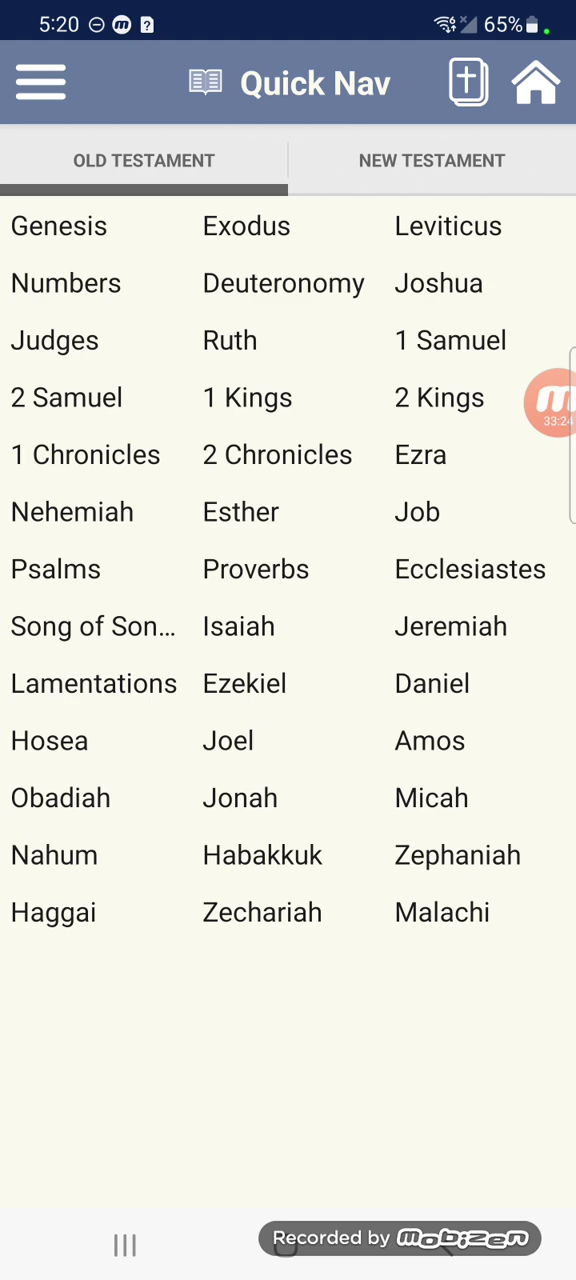 5:20 m ? 6 65%
Quick Nav
OLD TESTAMENT NEW TESTAMENT
Genesis Exodus Leviticus
Numbers Deuteronomy Joshua
Judges Ruth 1 Samuel
2 Samuel 1 Kings 2 Kings
m
33:24
1 Chronicles 2 Chronicles Ezra
Nehemiah Esther Job
Psalms Proverbs Ecclesiastes
Song of Son... Isaiah Jeremiah
Lamentations Ezekiel Daniel
Hosea Joel Amos
Obadiah Jonah Micah
Nahum Habakkuk Zephaniah
Haggai Zechariah Malachi
Recorded by mobizen